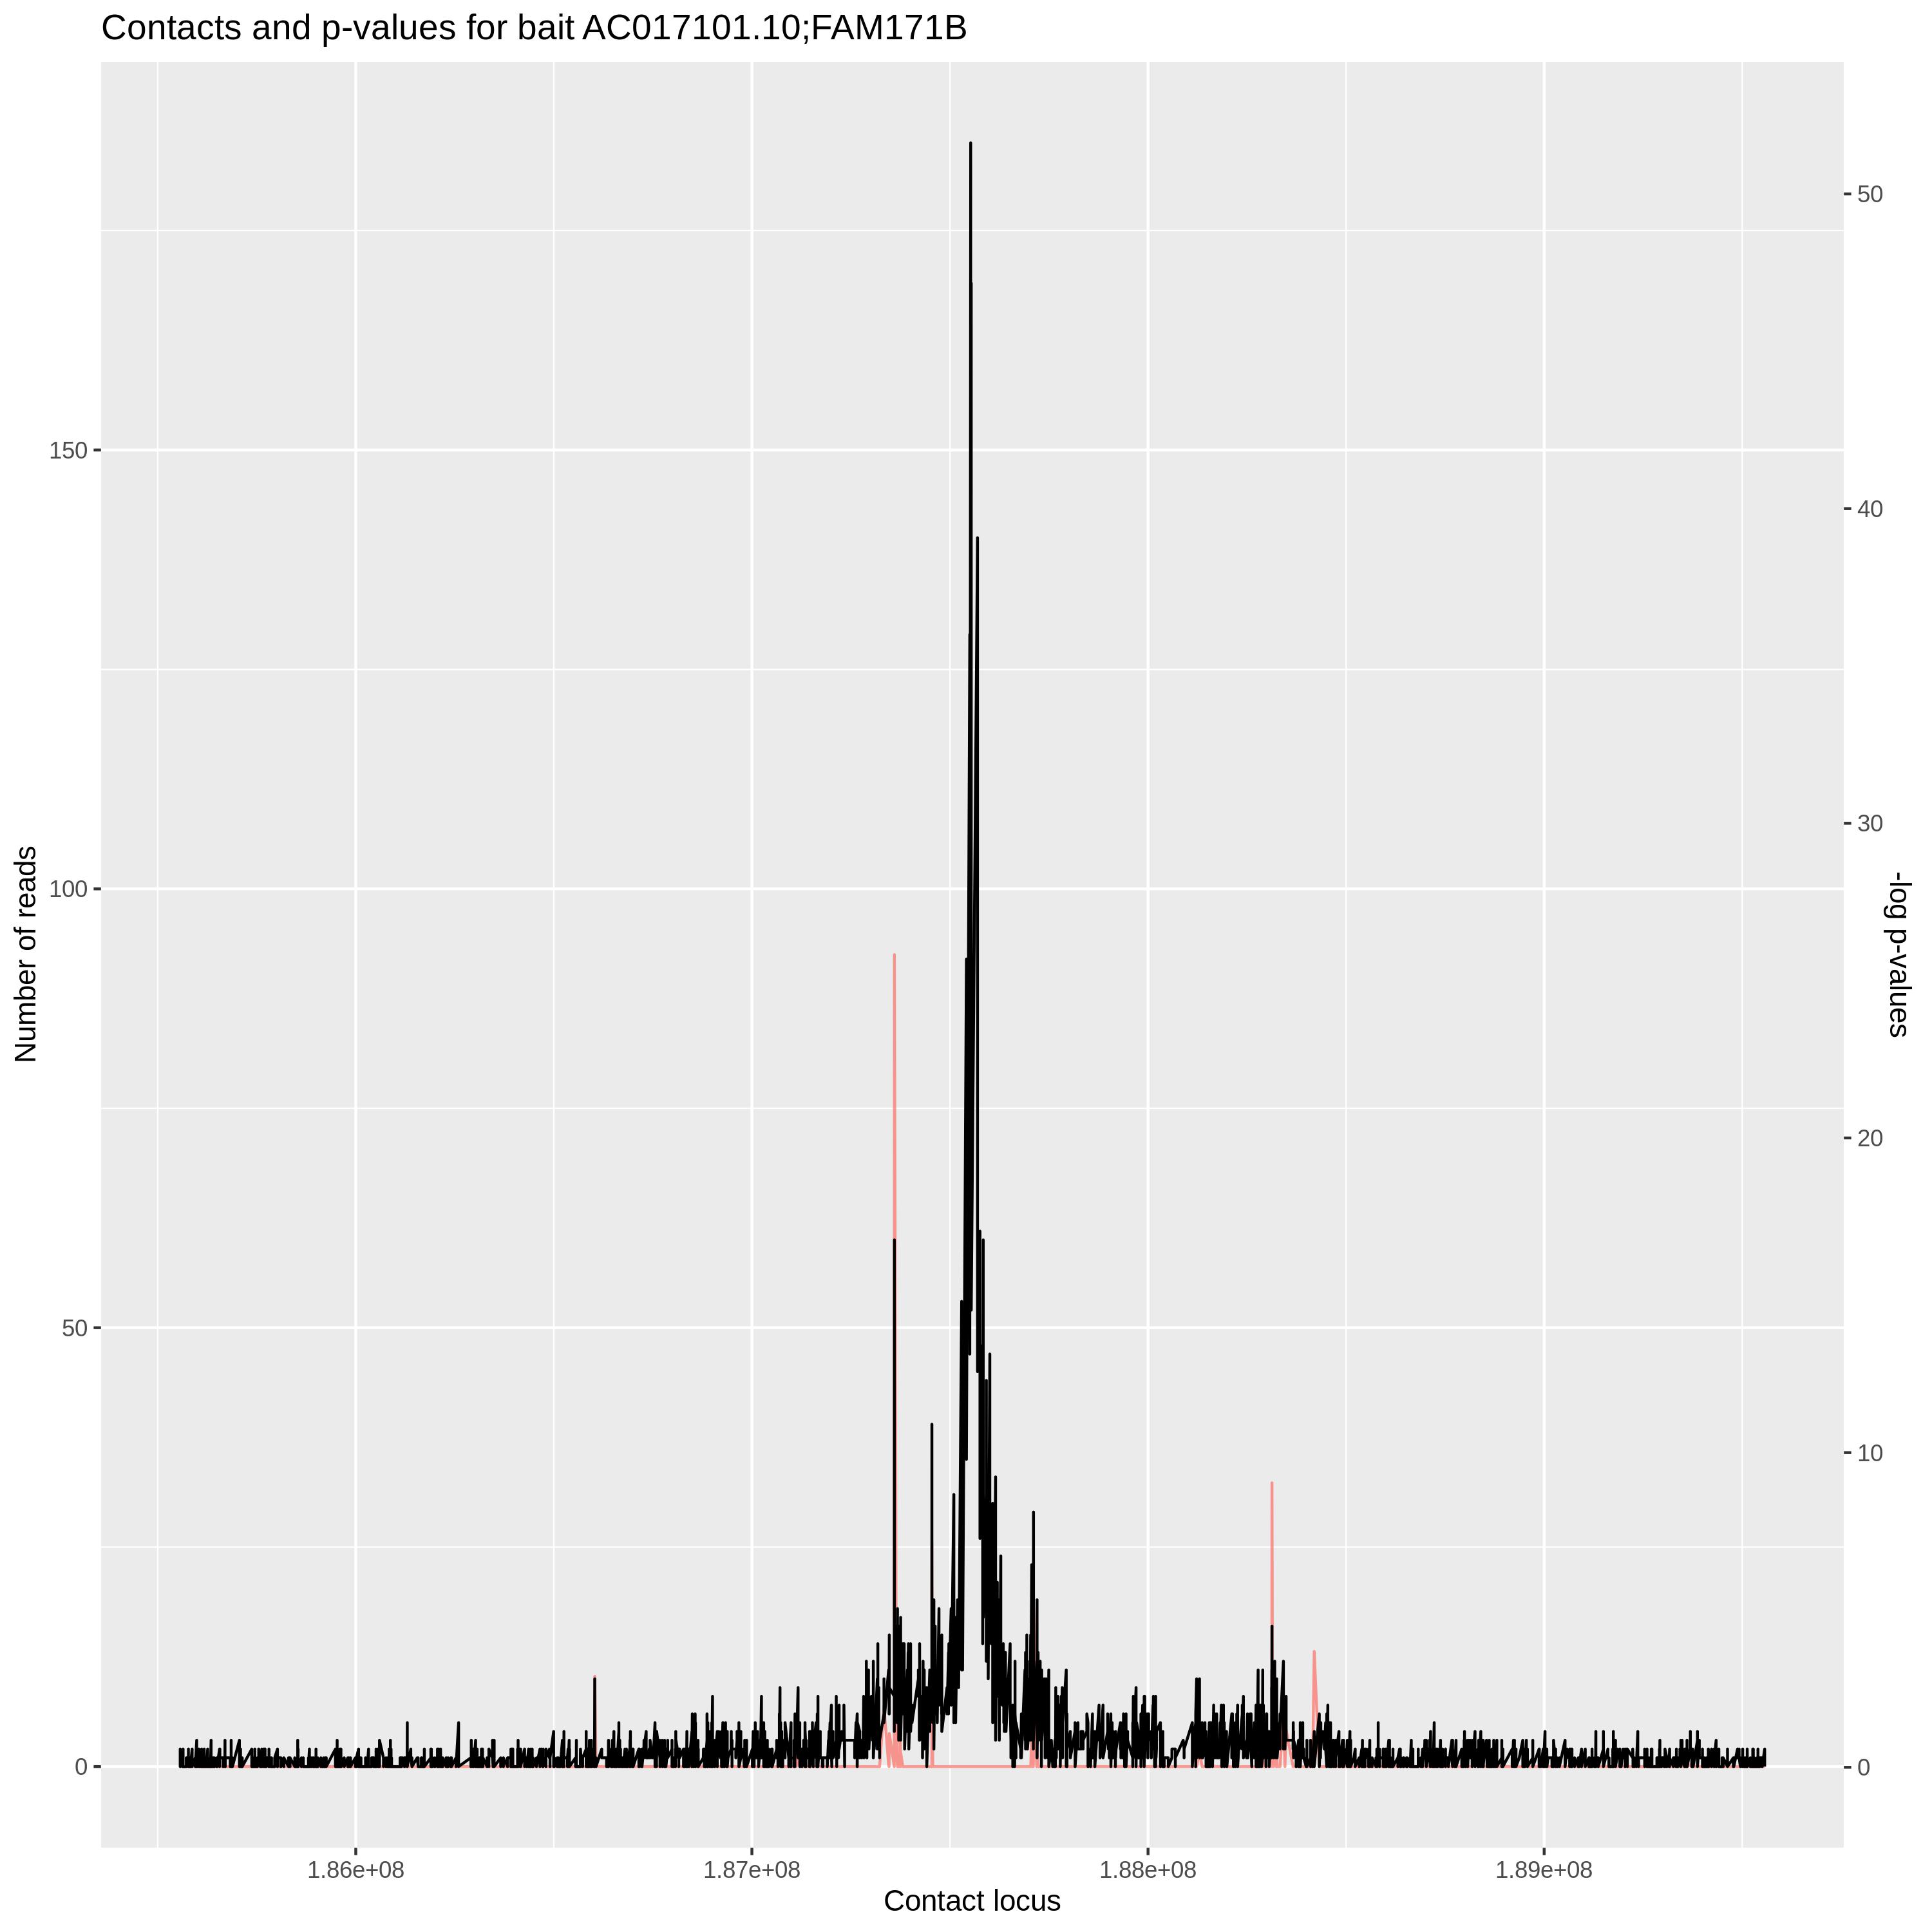 Contacts and p-values for bait AC017101.10;FAM171B
Number of reads
150
100
50
0
50
40
30
20
10
0
-log p-values
1.86e+08 1.87e+08 1.88e+08 1.89e+08
Contact locus